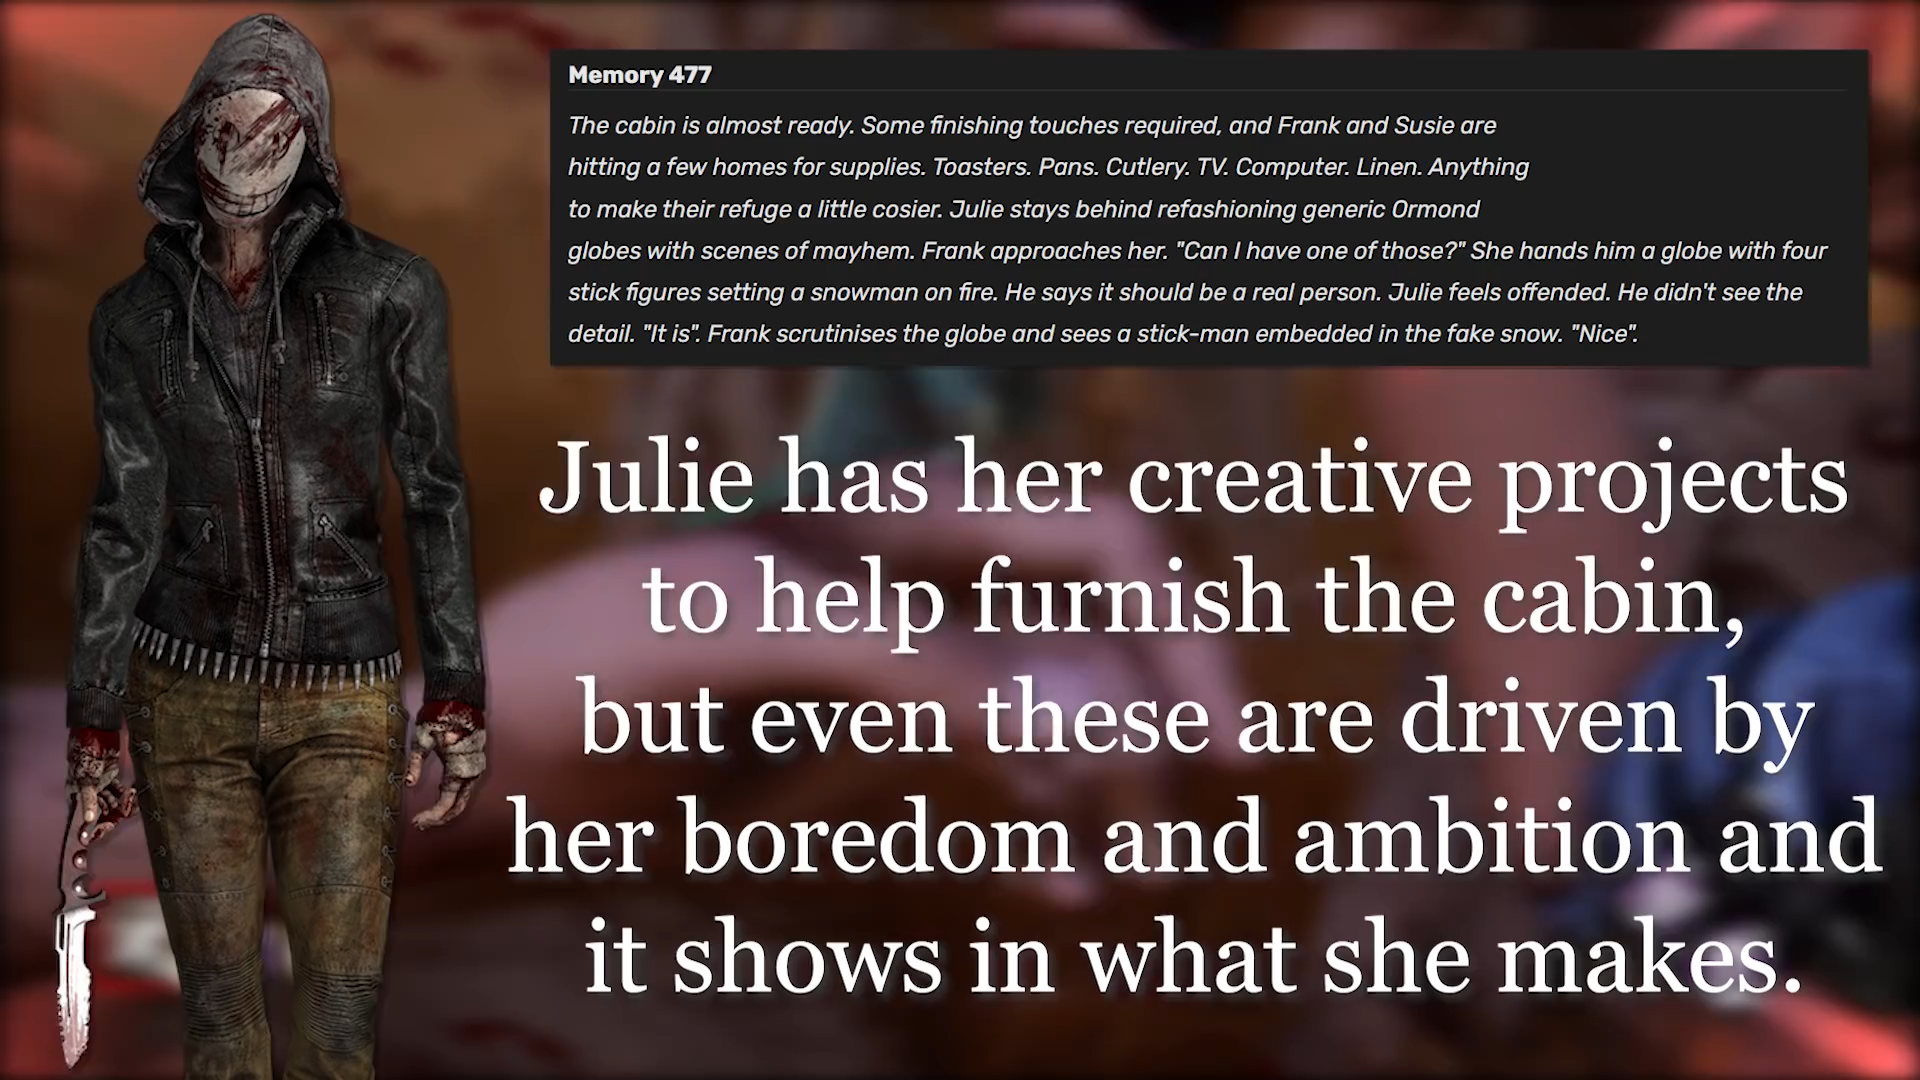 Memory 477
The cabin is almost ready. Some finishing touches required, and Frank and Susie are
hitting a few homes for supplies. Toasters. Pans. Cutlery. TV. Computer. Linen. Anything
to make their refuge a little cosier. Julie stays behind refashioning generic Ormond
globes with scenes of mayhem. Frank approaches her. "Can I have one of those?" She hands him a globe with four
stick figures setting a snowman on fire. He says it should be a real person. Julie feels offended. He didn't see the
detail. "It is". Frank scrutinises the globe and sees a stick-man embedded in the fake snow. "Nice".
Julie has her creative projects
to help furnish the cabin,
but even these are driven by
her boredom and ambition and
it shows in what she makes.